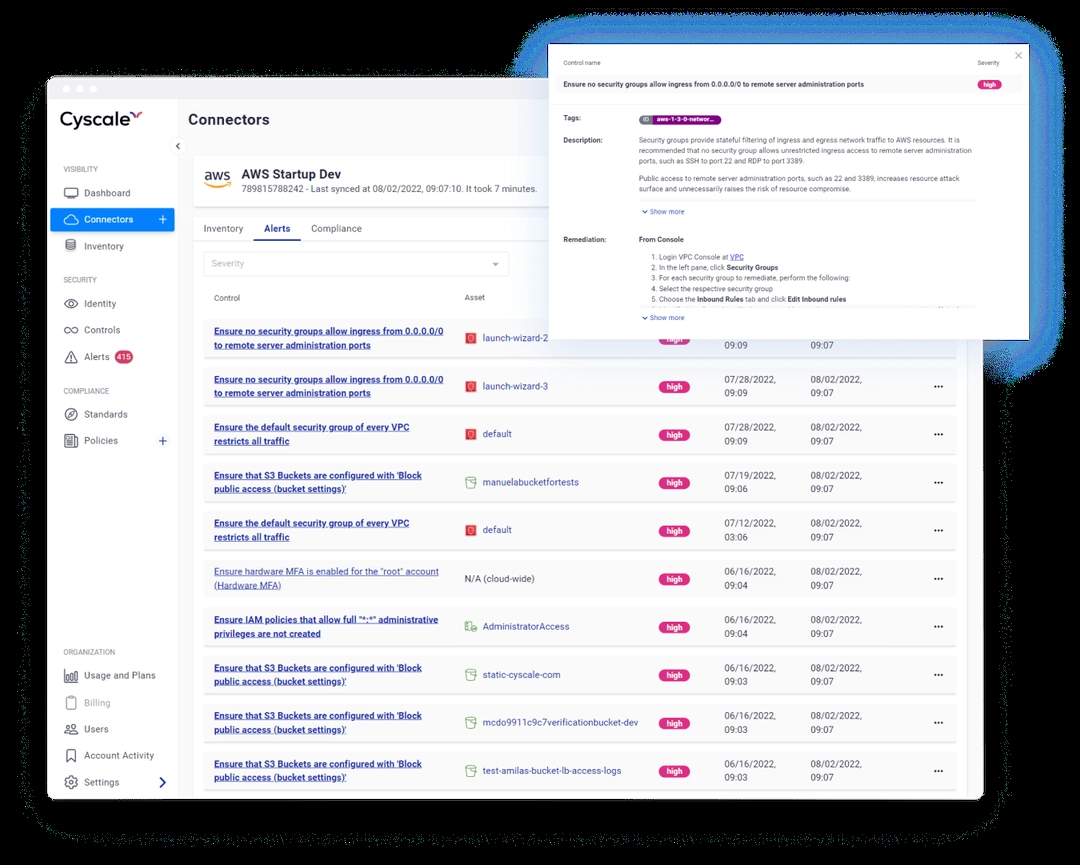 Cyscale
VISIBILITY
Dashboard
Connectors +
Inventory
SECURITY
Identity
Controls
Alerts 415
COMPLIANCE
Standards
Policies +
ORGANIZATION
Usage and Plans
Billing
Users
Account Activity
Settings
Connectors
aws
AWS Startup Dev
789815788242 - Last synced at 08/02/2022, 09:07:10. It took 7 minutes.
Inventory Alerts Compliance
Severity
Control Asset
Ensure no security groups allow ingress from 0.0.0.0/0
to remote server administration ports
launch-wizard-2
high
09:09
09:07
Ensure no security groups allow ingress from 0.0.0.0/0
to remote server administration ports
launch-wizard-3
high
07/28/2022,
09:09
08/02/2022,
09:07
Ensure the default security group of every VPC
restricts all traffic
default
high
07/28/2022,
09:09
08/02/2022,
09:07
Ensure that S3 Buckets are configured with 'Block
public access (bucket settings)'
manuelabucketfortests
high
07/19/2022,
09:06
08/02/2022,
09:07
Ensure the default security group of every VPC
restricts all traffic
default
high
07/12/2022,
03:06
08/02/2022,
09:07
Ensure hardware MFA is enabled for the "root" account
(Hardware MFA)
N/A (cloud-wide)
high
06/16/2022,
09:04
08/02/2022,
09:07
Ensure IAM policies that allow full "*:*" administrative
privileges are not created
AdministratorAccess
high
06/16/2022,
09:04
08/02/2022,
09:07
Ensure that S3 Buckets are configured with 'Block
public access (bucket settings)'
static-cyscale-com
high
06/16/2022,
09:03
08/02/2022,
09:07
Ensure that S3 Buckets are configured with 'Block
public access (bucket settings)'
mcdo9911c9c7verificationbucket-dev
high
06/16/2022,
09:03
08/02/2022,
09:07
Ensure that S3 Buckets are configured with 'Block
public access (bucket settings)'
test-amilas-bucket-lb-access-logs
high
06/16/2022,
09:03
08/02/2022,
09:07
Control name Severity
Ensure no security groups allow ingress from 0.0.0.0/0 to remote server administration ports high
Tags: ID aws-1-3-0-networ...
Description:
Security groups provide stateful filtering of ingress and egress network traffic to AWS resources. It is
recommended that no security group allows unrestricted ingress access to remote server administration
ports, such as SSH to port 22 and RDP to port 3389.
Public access to remote server administration ports, such as 22 and 3389, increases resource attack
surface and unnecessarily raises the risk of resource compromise.
Show more
Remediation:
From Console
1. Login VPC Console at VPC
2. In the left pane, click Security Groups
3. For each security group to remediate, perform the following:
4. Select the respective security group
5. Choose the Inbound Rules tab and click Edit Inbound rules
Show more